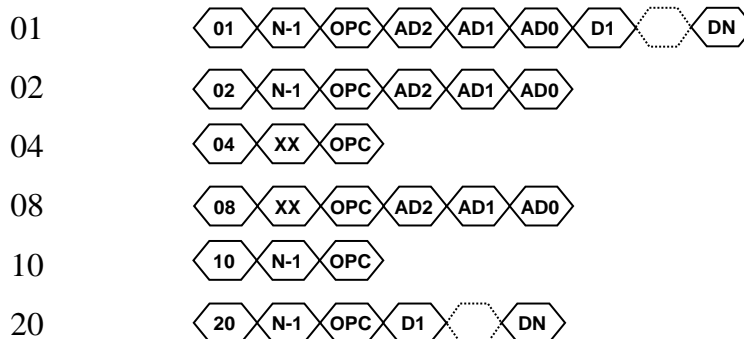 01 01 N-1 OPC AD2 AD1 AD0 D1 DN
02 02 N-1 OPC AD2 AD1 AD0
04 04 XX OPC
08 08 XX OPC AD2 AD1 AD0
10 10 N-1 OPC
20 20 N-1 OPC D1 DN